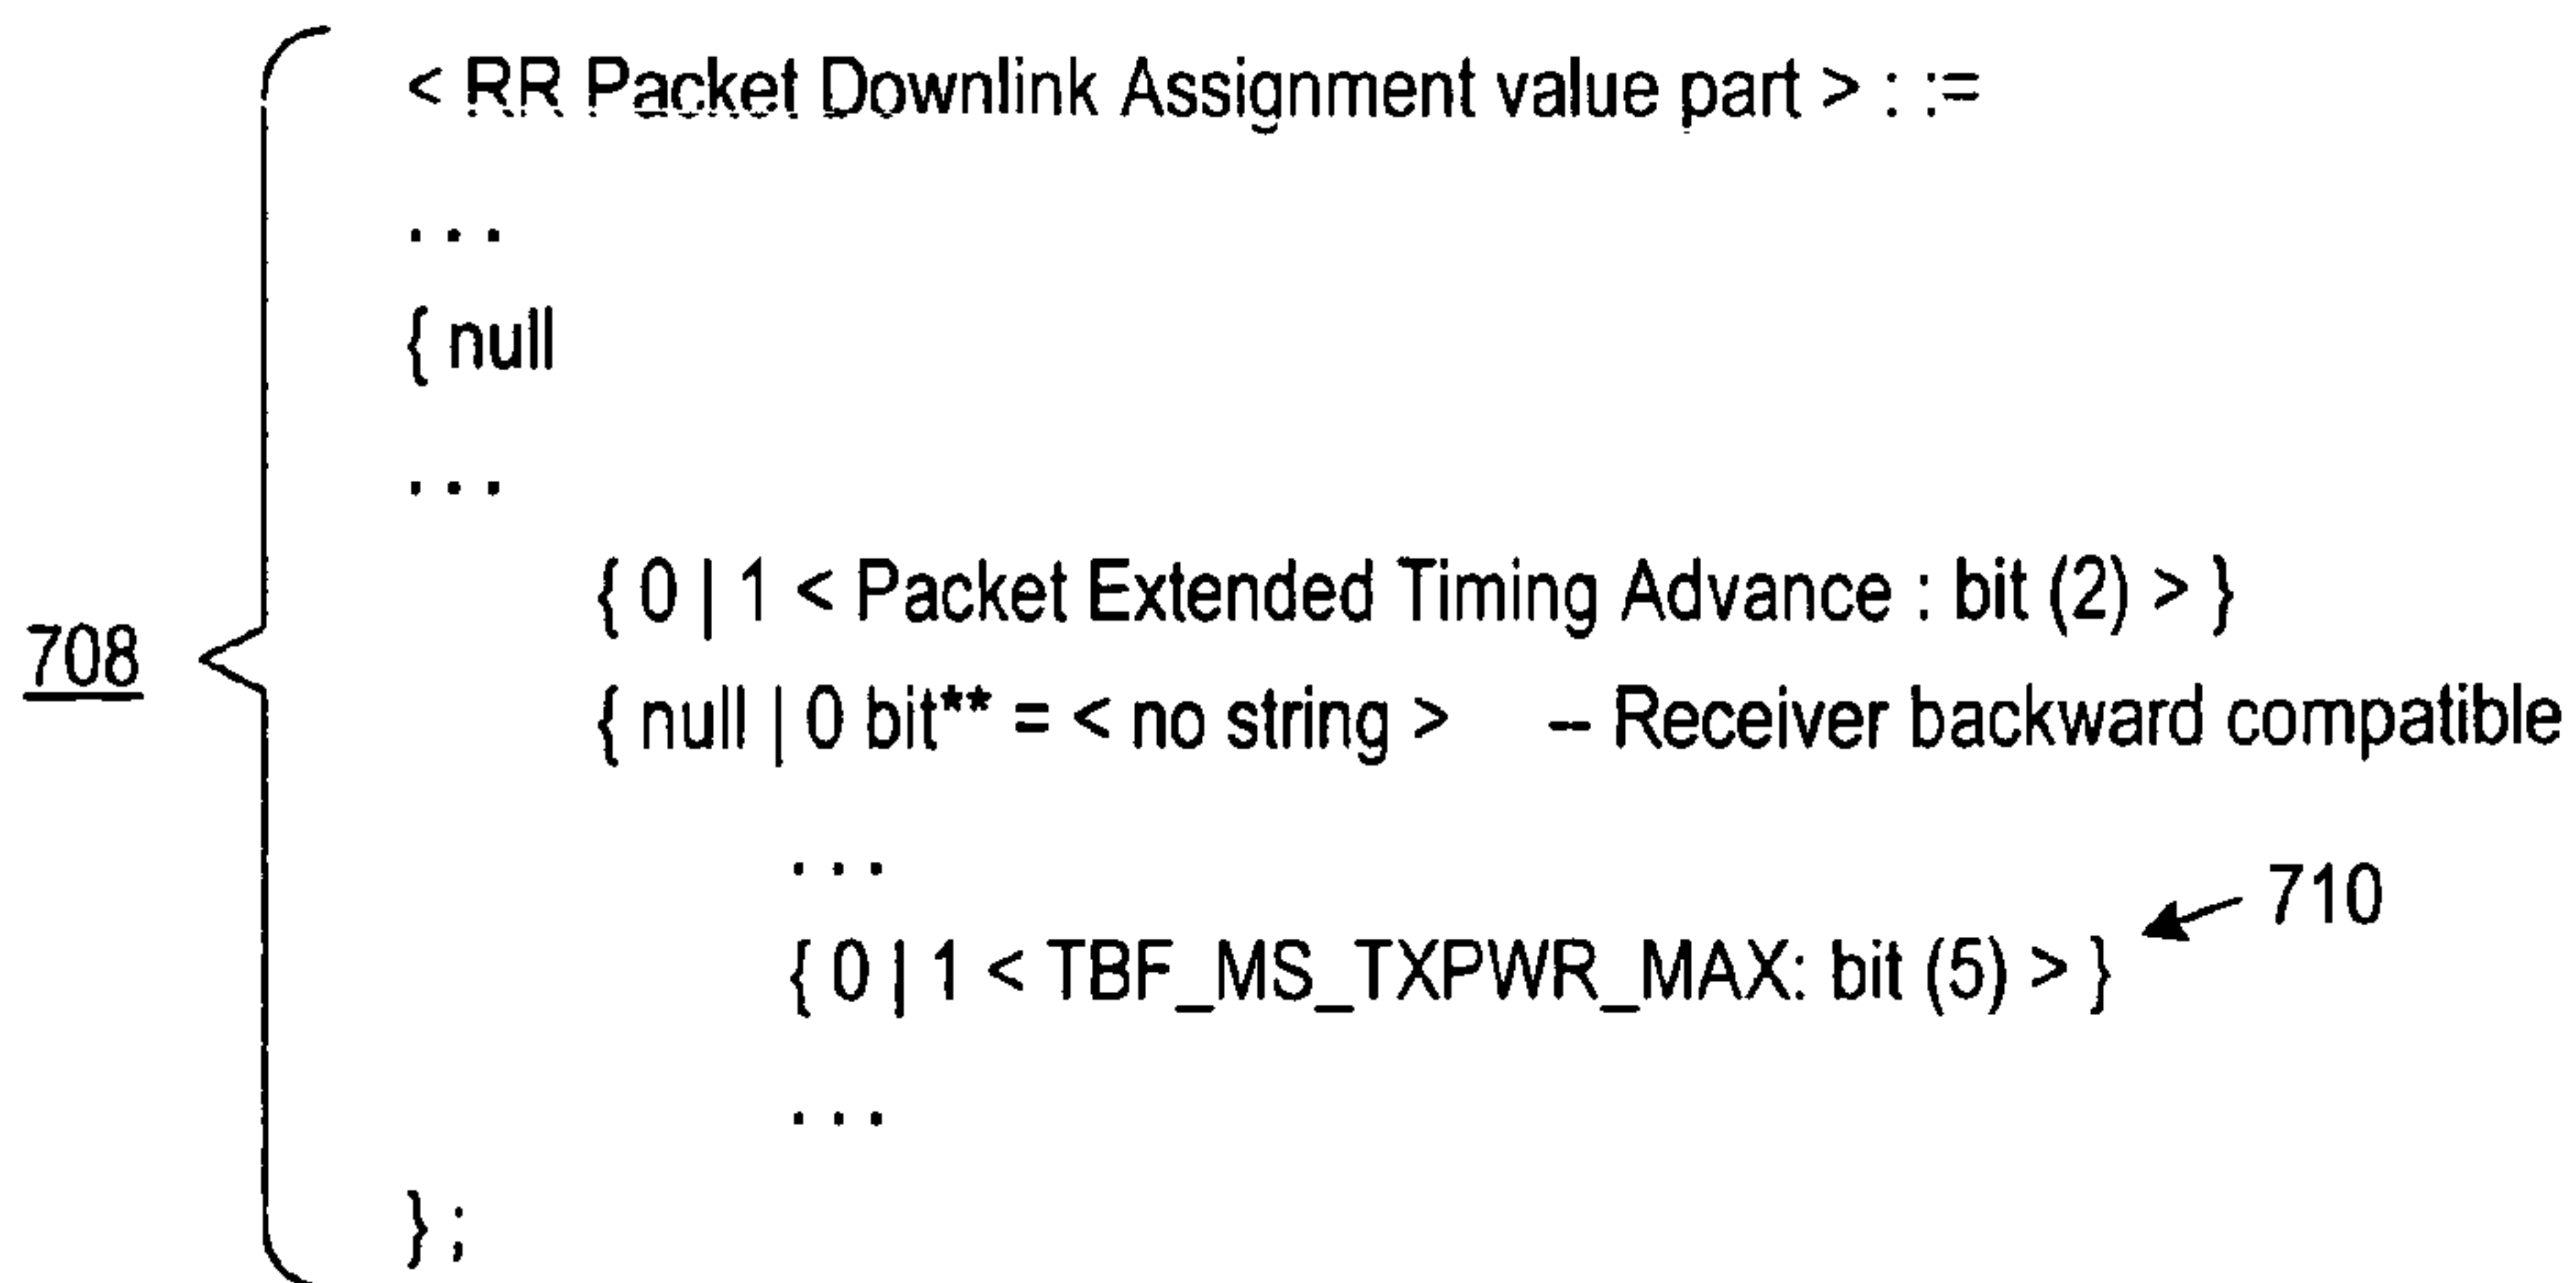 < RR Packet Downlink Assignment value part > : :=
. . .
{ null
. . .
{ 0 | 1 < Packet Extended Timing Advance : bit (2) > }
708
{ null | 0 bit** = < no string > -- Receiver backward compatible
. . .
710
{ 0 | 1 < TBF_MS_TXPWR_MAX: bit (5) > }
. . .
} ;